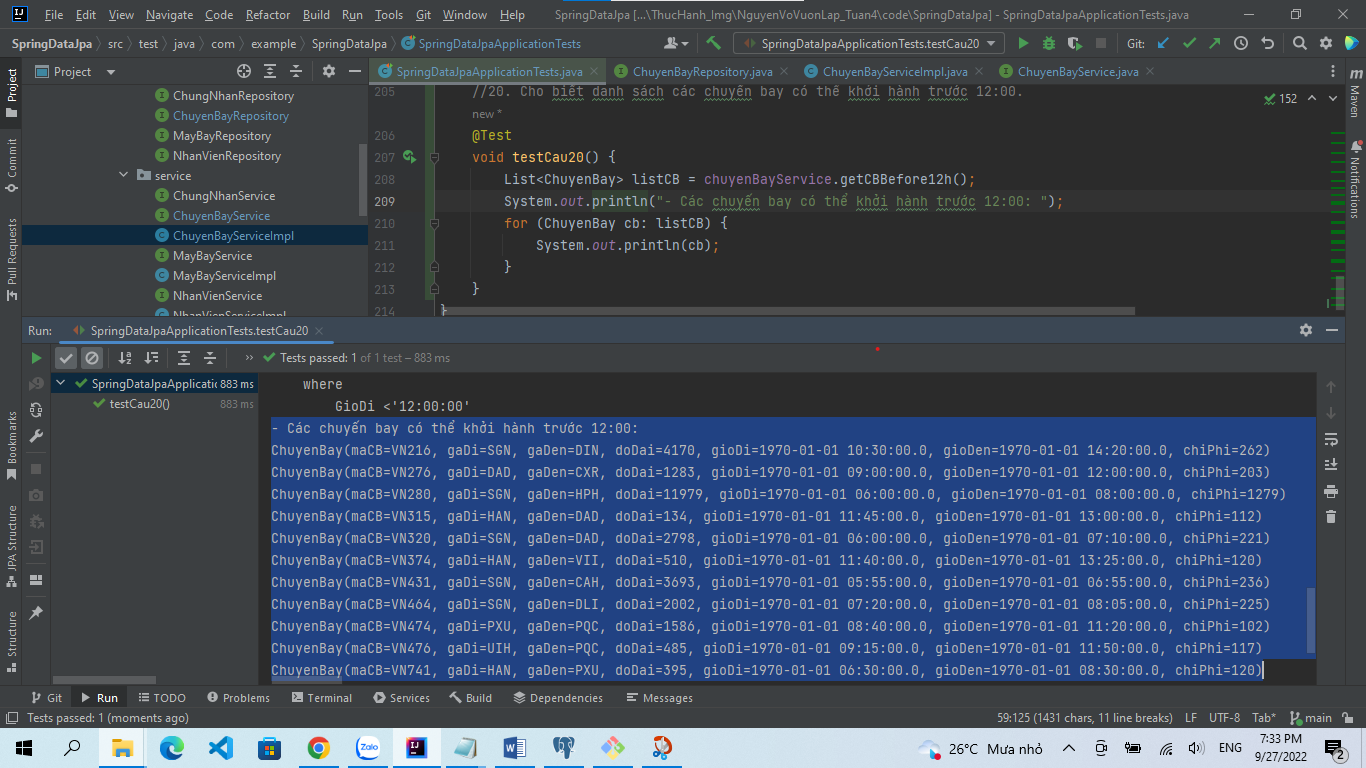 File Edit View Navigate Code Refactor Build Run Tools Git Window Help SpringDataJpa [...\ThucHanh_lmg\NguyenVoVuonLap_Tuan4\code\SpringDataJpa] - SpringDataJpaApplicationTests.java
SpringDataJpa src test java com example SpringDataJpa SpringDataJpaApplicationTests SpringDataJpaApplicationTests.testCau20 Git:
Project
Project
Commit
Pull Requests
Bookmarks
JPA Structure
Structure
ChungNhanRepository
ChuyenBayRepository
MayBayRepository
NhanVienRepository
service
ChungNhanService
ChuyenBayService
ChuyenBayServiceImpl
MayBayService
MayBayServiceImpl
NhanVienService
NhanVienServiceImpl
SpringDataJpaApplicationTests.java ChuyenBayRepository.java ChuyenBayServiceImpl.java ChuyenBayService.java
152
205 //20. Cho biết danh sách các chuyến bay có thể khởi hành trước 12:00.
new *
206 @Test
207 void testCau20() {
208 List<ChuyenBay> listCB = chuyenBayService.getCBBefore12h();
209 System.out.println("- Các chuyến bay có thể khởi hành trước 12:00: ");
210 for (ChuyenBay cb: listCB) {
211 System.out.println(cb);
212 }
213 }
214 }
m
Maven
Notifications
Run: SpringDataJpaApplicationTests.testCau20
» Tests passed: 1 of 1 test – 883 ms
SpringDataJpaApplicatic 883 ms
testCau20() 883 ms
where
GioDi <'12:00:00'
- Các chuyến bay có thể khởi hành trước 12:00:
ChuyenBay(maCB=VN216, gaDi=SGN, gaDen=DIN, doDai=4170, gioDi=1970-01-01 10:30:00.0, gioDen=1970-01-01 14:20:00.0, chiPhi=262)
ChuyenBay(maCB=VN276, gaDi=DAD, gaDen=CXR, doDai=1283, gioDi=1970-01-01 09:00:00.0, gioDen=1970-01-01 12:00:00.0, chiPhi=203)
ChuyenBay(maCB=VN280, gaDi=SGN, gaDen=HPH, doDai=11979, gioDi=1970-01-01 06:00:00.0, gioDen=1970-01-01 08:00:00.0, chiPhi=1279)
ChuyenBay(maCB=VN315, gaDi=HAN, gaDen=DAD, doDai=134, gioDi=1970-01-01 11:45:00.0, gioDen=1970-01-01 13:00:00.0, chiPhi=112)
ChuyenBay(maCB=VN320, gaDi=SGN, gaDen=DAD, doDai=2798, gioDi=1970-01-01 06:00:00.0, gioDen=1970-01-01 07:10:00.0, chiPhi=221)
ChuyenBay(maCB=VN374, gaDi=HAN, gaDen=VII, doDai=510, gioDi=1970-01-01 11:40:00.0, gioDen=1970-01-01 13:25:00.0, chiPhi=120)
ChuyenBay(maCB=VN431, gaDi=SGN, gaDen=CAH, doDai=3693, gioDi=1970-01-01 05:55:00.0, gioDen=1970-01-01 06:55:00.0, chiPhi=236)
ChuyenBay(maCB=VN464, gaDi=SGN, gaDen=DLI, doDai=2002, gioDi=1970-01-01 07:20:00.0, gioDen=1970-01-01 08:05:00.0, chiPhi=225)
ChuyenBay(maCB=VN474, gaDi=PXU, gaDen=PQC, doDai=1586, gioDi=1970-01-01 08:40:00.0, gioDen=1970-01-01 11:20:00.0, chiPhi=102)
ChuyenBay(maCB=VN476, gaDi=UIH, gaDen=PQC, doDai=485, gioDi=1970-01-01 09:15:00.0, gioDen=1970-01-01 11:50:00.0, chiPhi=117)
ChuyenBay(maCB=VN741, gaDi=HAN, gaDen=PXU, doDai=395, gioDi=1970-01-01 06:30:00.0, gioDen=1970-01-01 08:30:00.0, chiPhi=120)
Git Run TODO Problems Terminal Services Build Dependencies Messages
Tests passed: 1 (moments ago) 59:125 (1431 chars, 11 line breaks) LF UTF-8 Tab* main
Zalo 26°C Mưa nhỏ ENG 7:33 PM
9/27/2022 2